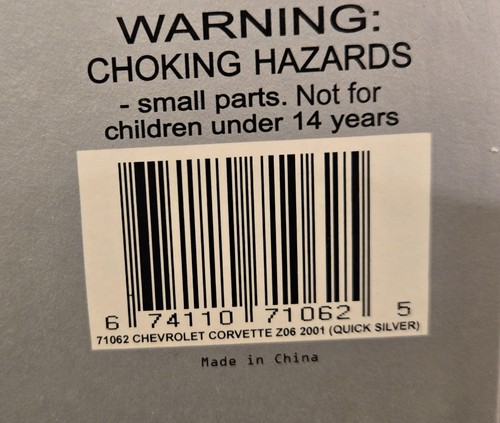 WARNING:
CHOKING HAZARDS
- small parts. Not for
children under 14 years
6 74110 71062 5
71062 CHEVROLET CORVETTE Z06 2001 (QUICK SILVER)
Made in China